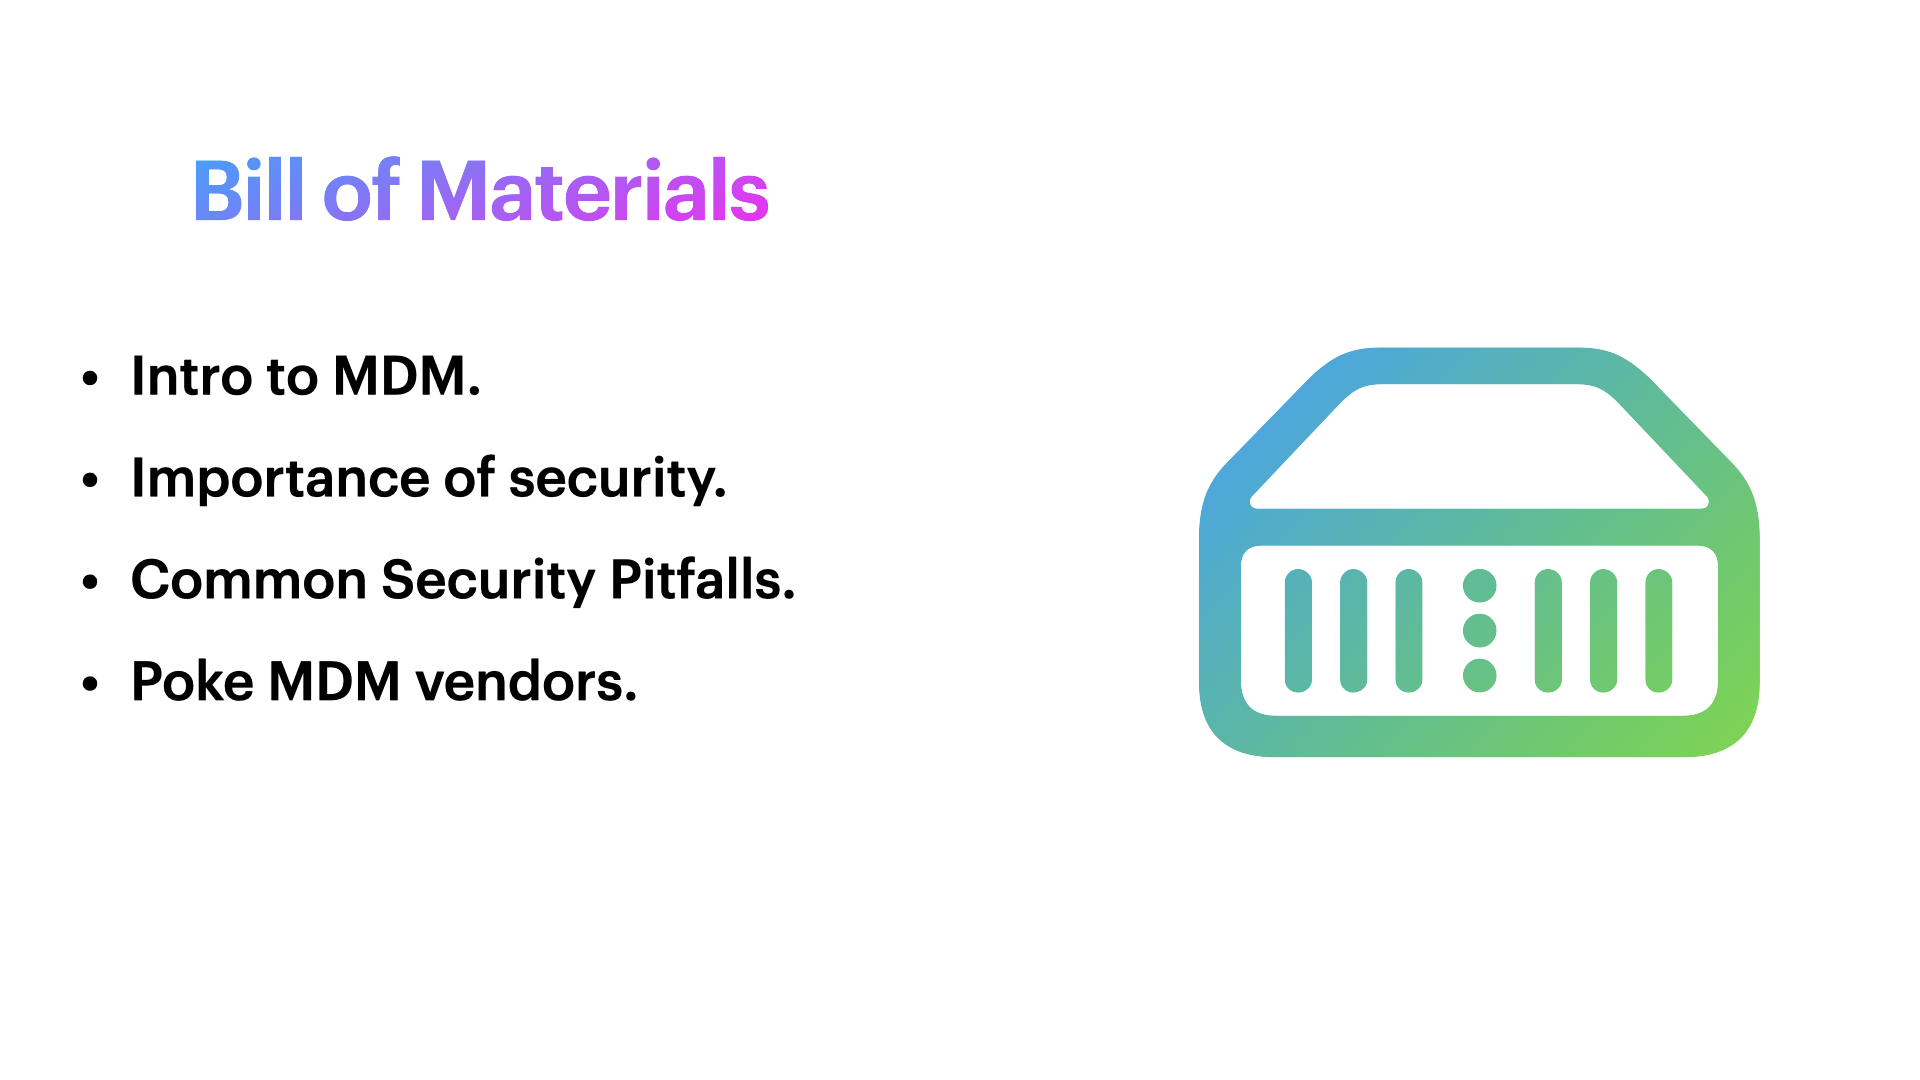 Bill of Materials
• Intro to MDM.
• Importance of security.
• Common Security Pitfalls.
• Poke MDM vendors.